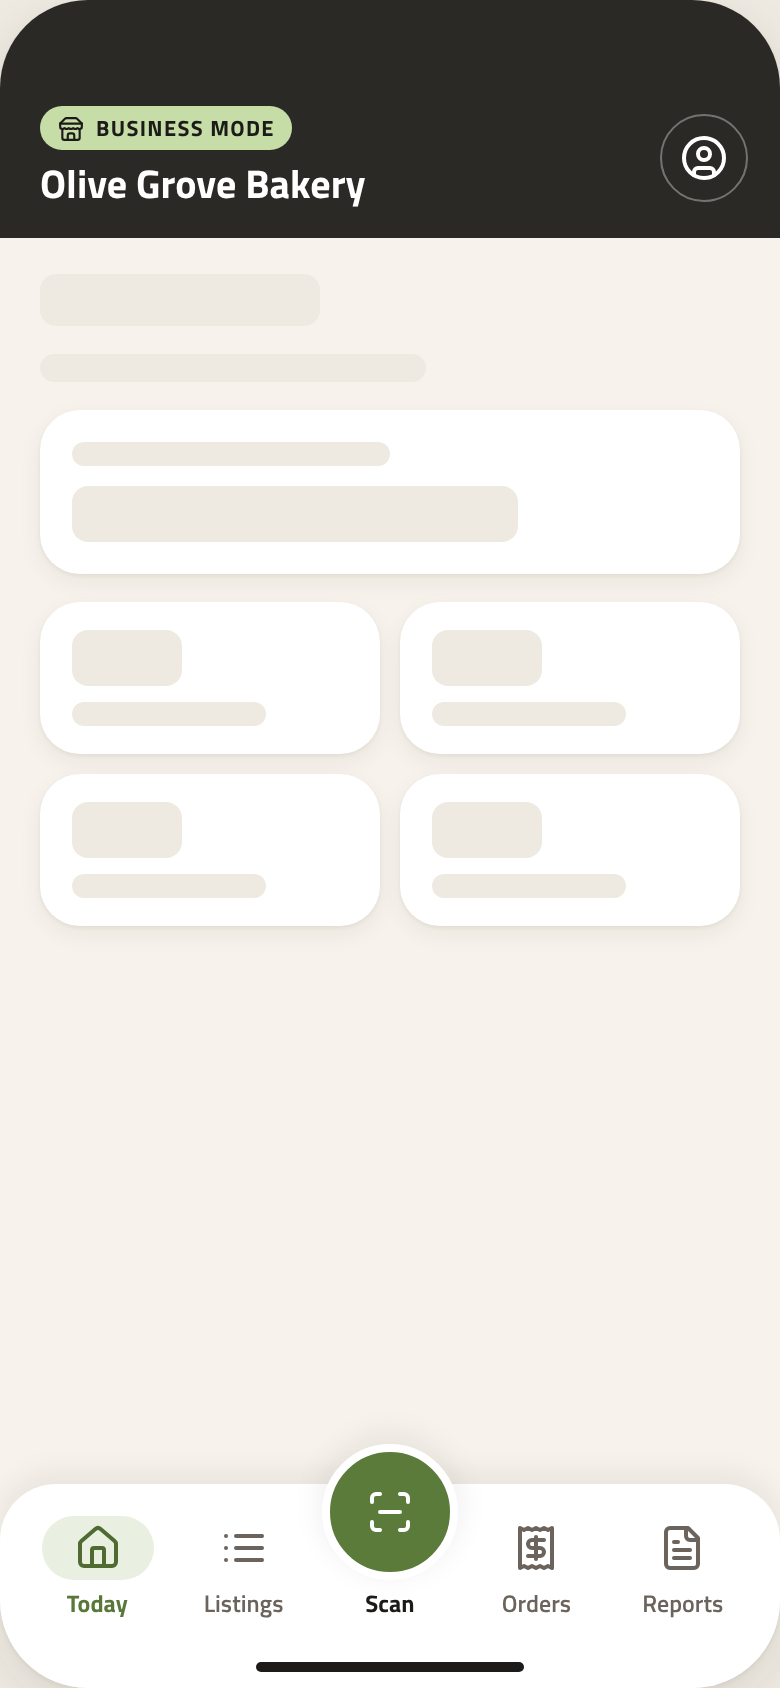 BUSINESS MODE
Olive Grove Bakery
Today
Listings
Scan
Orders
Reports